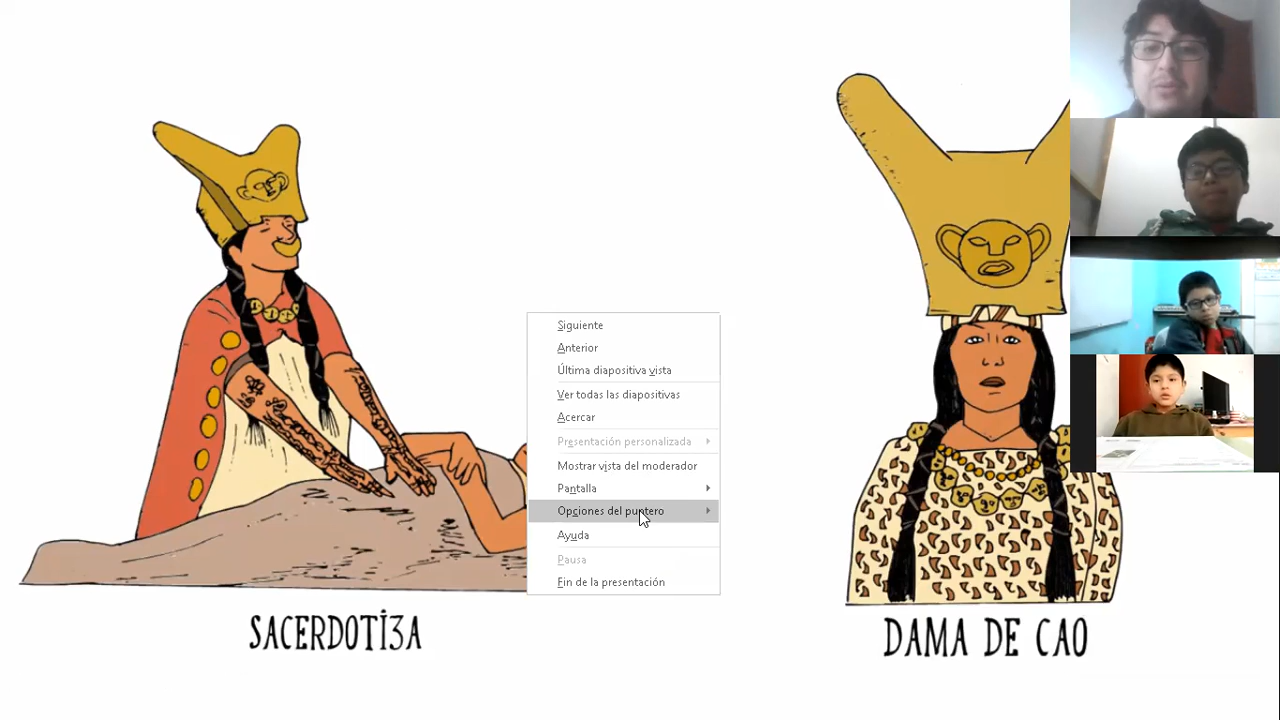 Siguiente
Anterior
Última diapositiva vista
Ver todas las diapositivas
Acercar
Presentación personalizada
Mostrar vista del moderador
Pantalla
Opciones del puntero
Ayuda
Pausa
Fin de la presentación
SACERDOTI3A
DAMA DE CAO